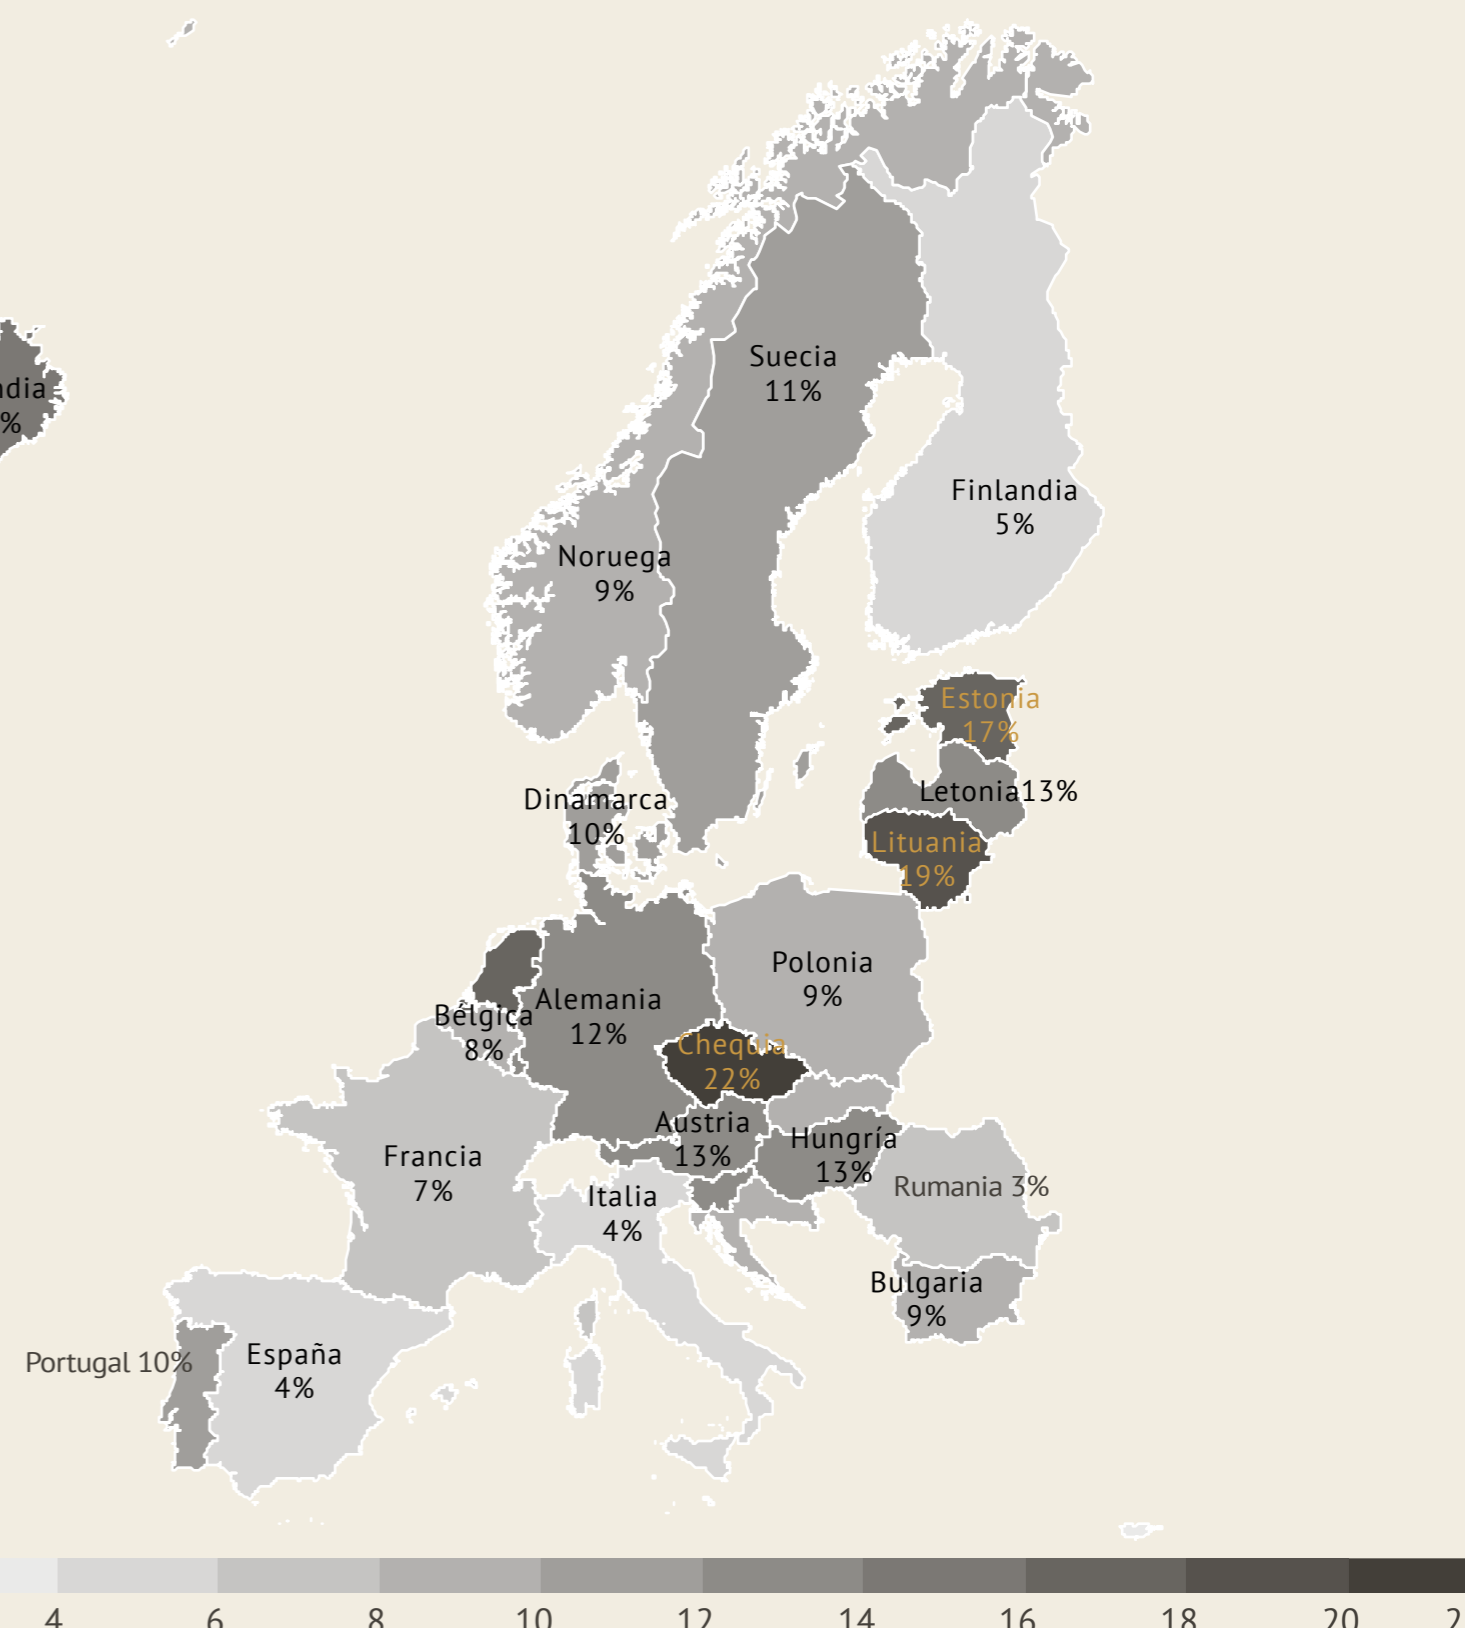 Suecia
11%
ndia
%
Finlandia
5%
Noruega
9%
Estonia
17%
Letonia13%
Dinamarca
10%
Lituania
19%
Polonia
9%
Alemania
12%
Bélgica
8%
Chequia
22%
Austria
13%
Hungría
13%
Francia
7%
Rumania 3%
Italia
4%
Bulgaria
9%
Portugal 10%
España
4%
4 6 8 10 12 14 16 18 20 2